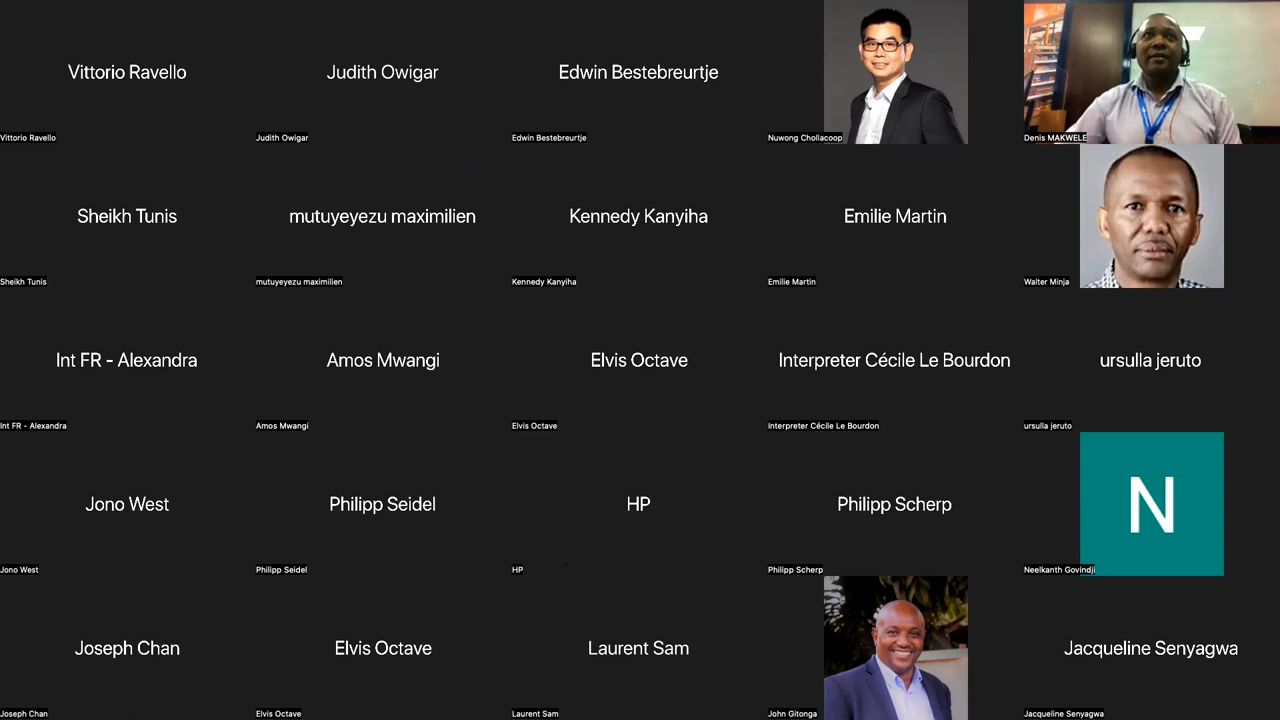 Vittorio Ravello
Judith Owigar
Edwin Bestebreurtje
Vittorio Ravello
Judith Owigar
Edwin Bestebreurtje
Nuwong Chollacoop
Denis MAKWELE
Sheikh Tunis
mutuyeyezu maximilien
Kennedy Kanyiha
Emilie Martin
Sheikh Tunis
mutuyeyezu maximilien
Kennedy Kanyiha
Emilie Martin
Walter Minja
Int FR - Alexandra
Amos Mwangi
Elvis Octave
Interpreter Cécile Le Bourdon
ursulla jeruto
Int FR - Alexandra
Amos Mwangi
Elvis Octave
Interpreter Cécile Le Bourdon
ursulla jeruto
Jono West
Philipp Seidel
HP
Philipp Scherp
N
Jono West
Philipp Seidel
HP
Philipp Scherp
Neelkanth Govindji
Joseph Chan
Elvis Octave
Laurent Sam
Jacqueline Senyagwa
Joseph Chan
Elvis Octave
Laurent Sam
John Gitonga
Jacqueline Senyagwa